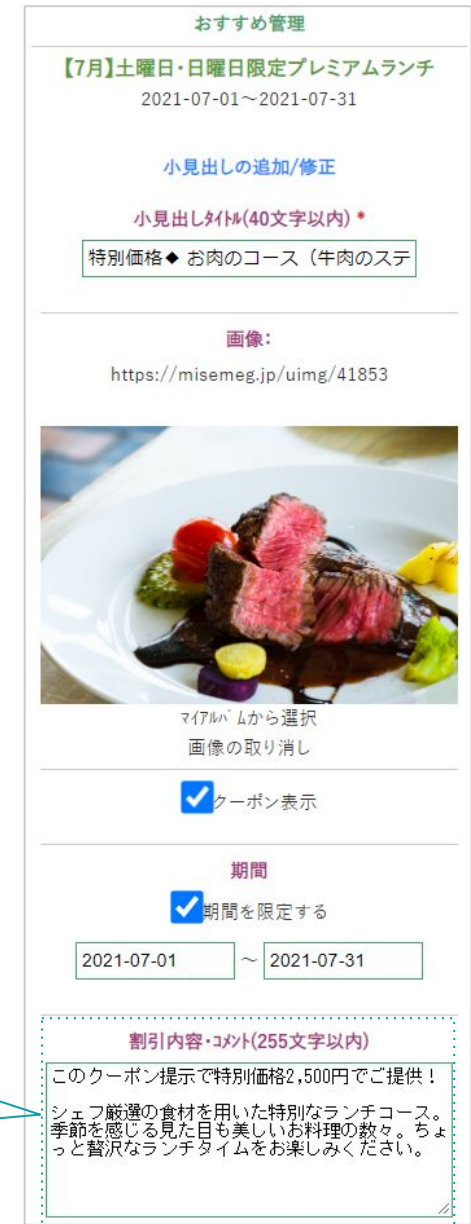 おすすめ管理
【7月】土曜日・日曜日限定プレミアムランチ
2021-07-01～2021-07-31
小見出しの追加/修正
小見出しﾀｲﾄﾙ(40文字以内) *
特別価格◆ お肉のコース（牛肉のステ
画像：
https://misemeg.jp/uimg/41853
ﾏｲｱﾙﾊﾞﾑから選択
画像の取り消し
クーポン表示
期間
期間を限定する
2021-07-01 ～ 2021-07-31
割引内容・ｺﾒﾝﾄ(255文字以内)
このクーポン提示で特別価格2,500円でご提供！
シェフ厳選の食材を用いた特別なランチコース。
季節を感じる見た目も美しいお料理の数々。ちょ
っと贅沢なランチタイムをお楽しみください。